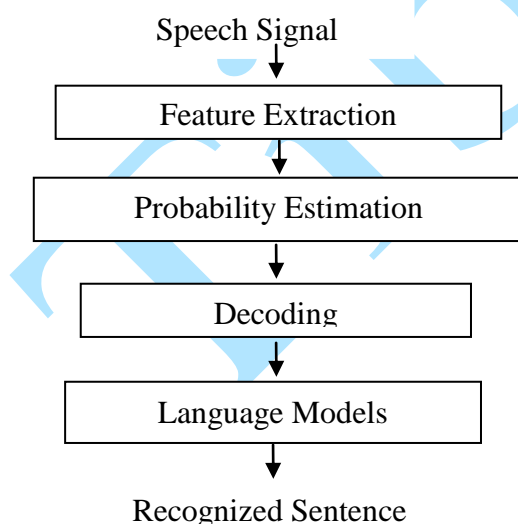 Speech Signal
Feature Extraction
Probability Estimation
Decoding
Language Models
Recognized Sentence